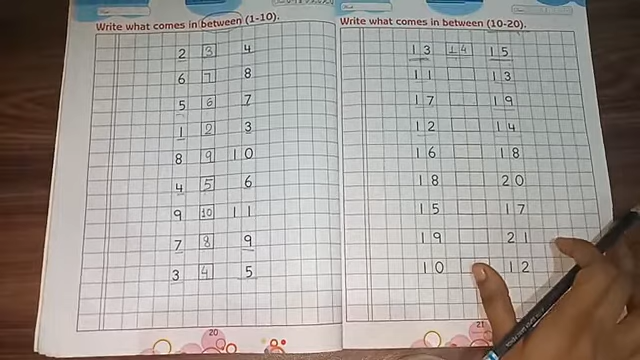 Write what comes in between (1-10).
2 3 4
6 7 8
5 6 7
1 2 3
8 9 10
4 5 6
9 10 11
7 8 9
3 4 5
20
Write what comes in between (10-20).
13 14 15
11 13
17 19
12 14
16 18
18 20
15 17
19 21
10 12
21